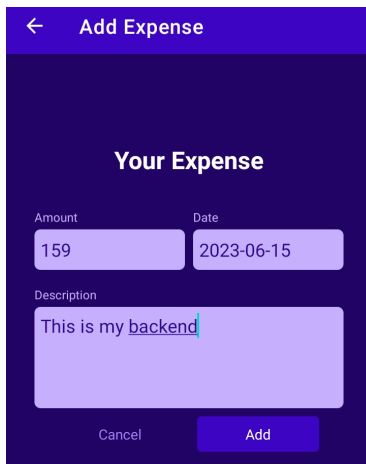 Add Expense
Your Expense
Amount
Date
159
2023-06-15
Description
This is my backend
Cancel
Add